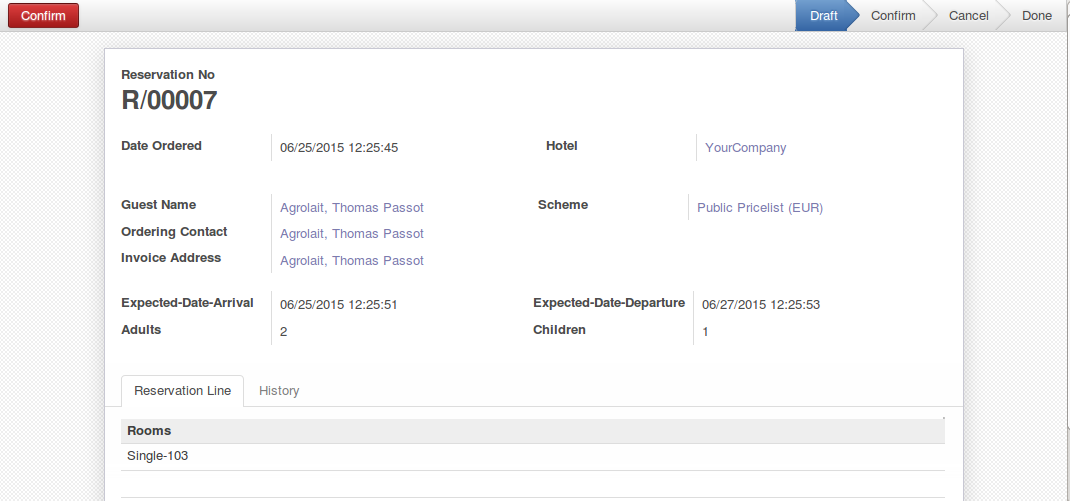 Confirm Draft Confirm Cancel Done
Reservation No
R/00007
Date Ordered 06/25/2015 12:25:45 Hotel YourCompany
Guest Name Agrolait, Thomas Passot Scheme Public Pricelist (EUR)
Ordering Contact Agrolait, Thomas Passot
Invoice Address Agrolait, Thomas Passot
Expected-Date-Arrival 06/25/2015 12:25:51 Expected-Date-Departure 06/27/2015 12:25:53
Adults 2 Children 1
Reservation Line History
Rooms
Single-103